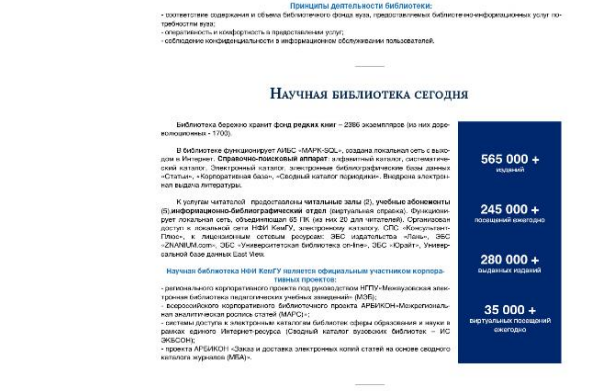 Принципы деятельности библиотеки:
- соответствие содержания и объема библиотечного фонда вуза, предоставляемых библиотечно-информационных услуг по-
требностям вуза;
- оперативность и комфортность в предоставлении услуг;
- соблюдение конфиденциальности в информационном обслуживании пользователей.
НАУЧНАЯ БИБЛИОТЕКА СЕГОДНЯ
Библиотека бережно хранит фонд редких книг – 2386 экземпляров (из них доре-
волюционных - 1700).
В библиотеке функционирует АИБС «МАРК-SQL», создана локальная сеть с выхо-
дом в Интернет. Справочно-поисковый аппарат: алфавитный каталог, систематиче-
ский каталог. Электронный каталог, электронные библиографические базы данных
«Статьи», «Корпоративная база», «Сводный каталог периодики». Внедрена электрон-
ная выдача литературы.
К услугам читателей предоставлены читальные залы (2), учебные абонементы
(5),информационно-библиографический отдел (виртуальная справка). Функциони-
рует локальная сеть, объединяющая 65 ПК (из них 20 для читателей). Организован
доступ к локальной сети НФИ КемГУ, электронному каталогу, СПС «Консультант-
Плюс», к лицензионным сетевым ресурсам: ЭБС издательства «Лань», ЭБС
«ZNANIUM.com», ЭБС «Университетская библиотека on-line», ЭБС «Юрайт», Универ-
сальной базе данных East View.
Научная библиотека НФИ КемГУ является официальным участником корпора-
тивных проектов:
- регионального корпоративного проекта под руководством НГПУ«Межвузовская элек-
тронная библиотека педагогических учебных заведений» (МЭБ);
- всероссийского корпоративного библиотечного проекта АРБИКОН«Межрегиональ-
ная аналитическая роспись статей (МАРС)»;
- системы доступа к электронным каталогам библиотек сферы образования и науки в
рамках единого Интернет-ресурса (Сводный каталог вузовских библиотек – ИС
ЭКБСОН);
- проекта АРБИКОН «Заказ и доставка электронных копий статей на основе сводного
каталога журналов (МБА)».
565 000 +
изданий
245 000 +
посещений ежегодно
280 000 +
выданных изданий
35 000 +
виртуальных посещений
ежегодно